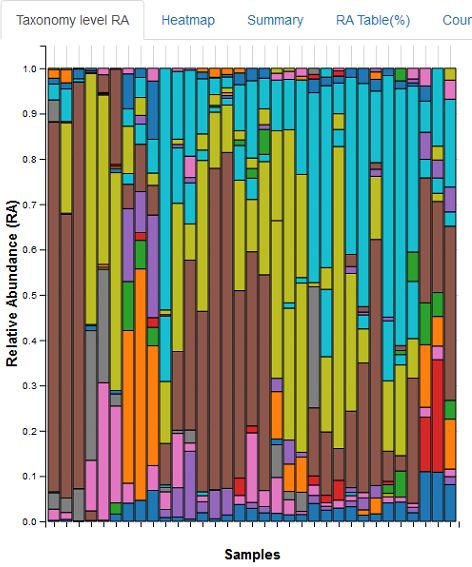 Taxonomy level RA
Heatmap
Summary
RA Table(%)
Coun
Relative Abundance (RA)
1.0
0.9
0.8
0.7
0.6
0.5
0.4
0.3
0.2
0.1
0.0
Samples